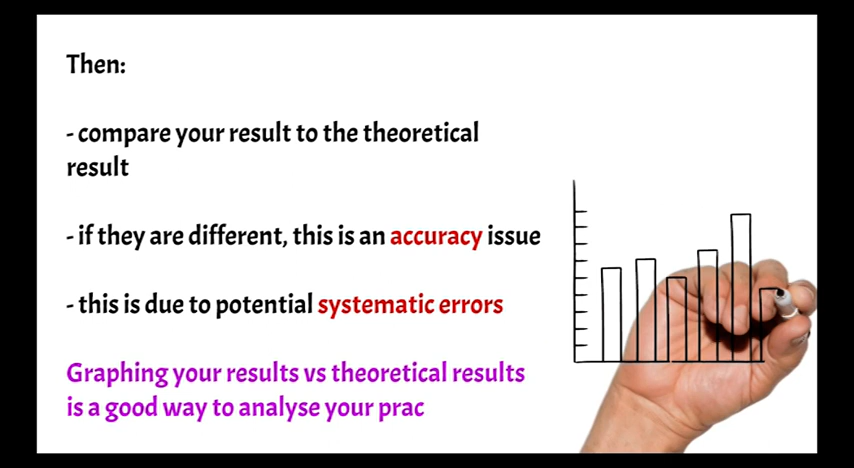 Then:
- compare your result to the theoretical
result
- if they are different, this is an accuracy issue
- this is due to potential systematic errors
Graphing your results vs theoretical results
is a good way to analyse your prac